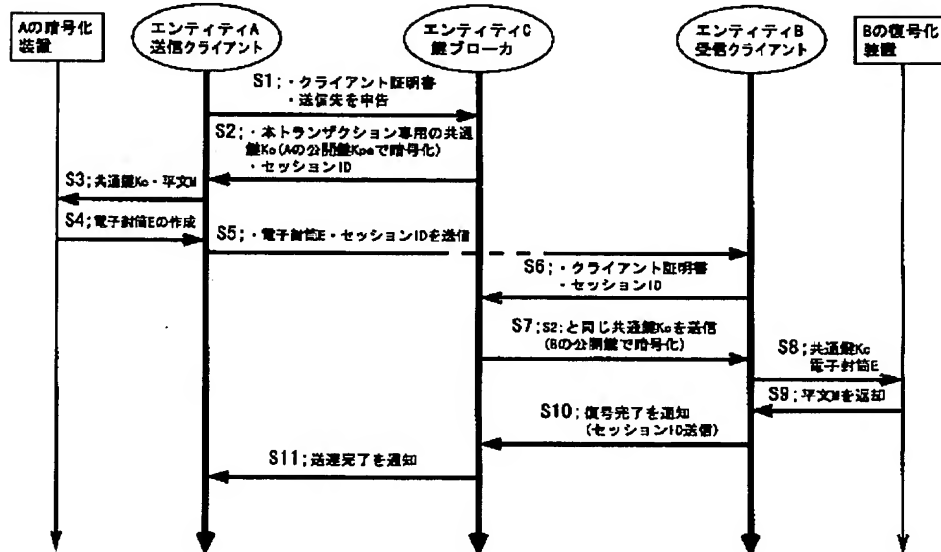 Aの暗号化
装置
エンティティA
送信クライアント
エンティティC
鍵ブローカ
エンティティB
受信クライアント
Bの復号化
装置
S1;・クライアント証明書
・送信先を申告
S2;・本トランザクション専用の共通
鍵Kc(Aの公開鍵Kpaで暗号化)
・セッションID
S3;共通鍵Kc・平文M
S4;電子封筒Eの作成
S5;・電子封筒E・セッションIDを送信
S6;・クライアント証明書
・セッションID
S7;S2;と同じ共通鍵Kcを送信
(Bの公開鍵で暗号化)
S8;共通鍵Kc
電子封筒E
S9;平文Mを返却
S10;復号完了を通知
(セッションID送信)
S11;送達完了を通知